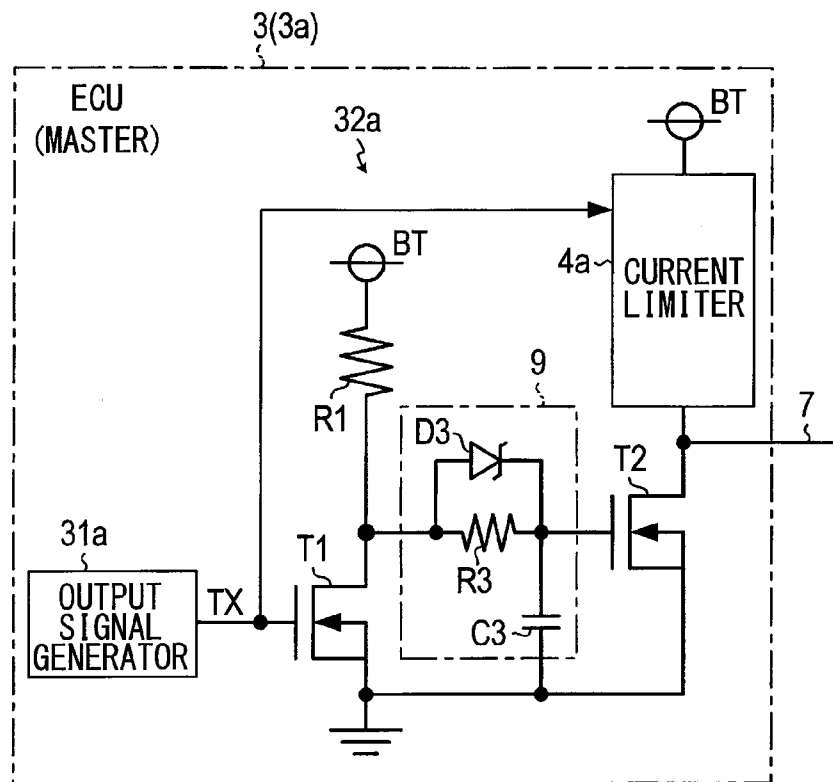 3(3a)
ECU
(MASTER)
32a
BT
BT
4a
CURRENT
LIMITER
R1
9
D3
7
T2
31a
T1
R3
OUTPUT
SIGNAL
GENERATOR
TX
C3